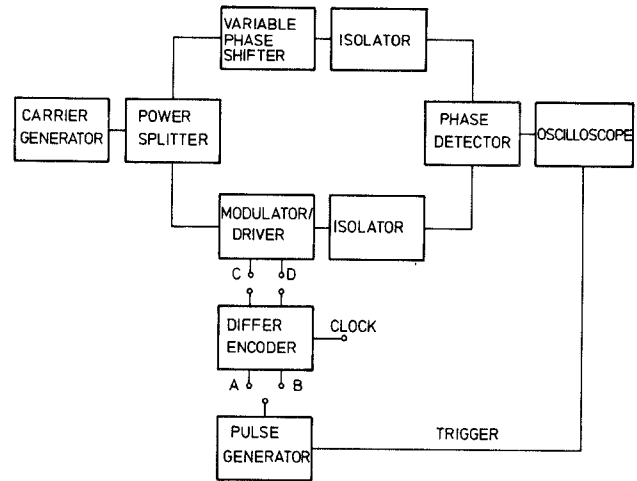 VARIABLE
PHASE
SHIFTER
ISOLATOR
CARRIER
GENERATOR
POWER
SPLITTER
PHASE
DETECTOR
OSCILLOSCOPE
MODULATOR/
DRIVER
ISOLATOR
C
D
DIFFER
ENCODER
CLOCK
A
B
PULSE
GENERATOR
TRIGGER